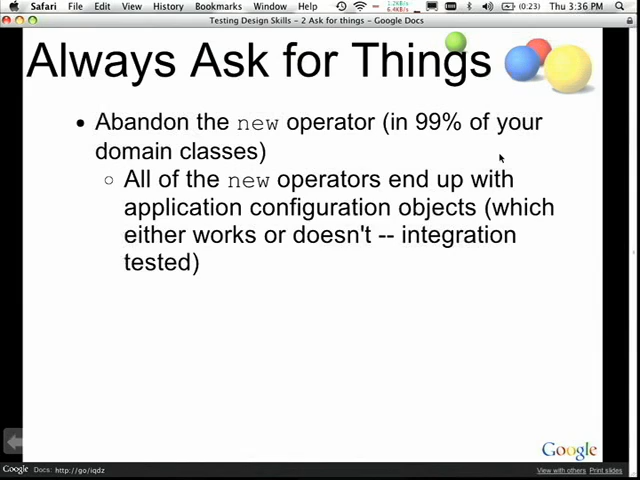 Safari File Edit View History Bookmarks Window Help (0:23) Thu 3:36 PM
Testing Design Skills - 2 Ask for things - Google Docs
Always Ask for Things
• Abandon the new operator (in 99% of your
domain classes)
○ All of the new operators end up with
application configuration objects (which
either works or doesn't -- integration
tested)
Google
Google Docs: http://go/iqdz View with others Print slides